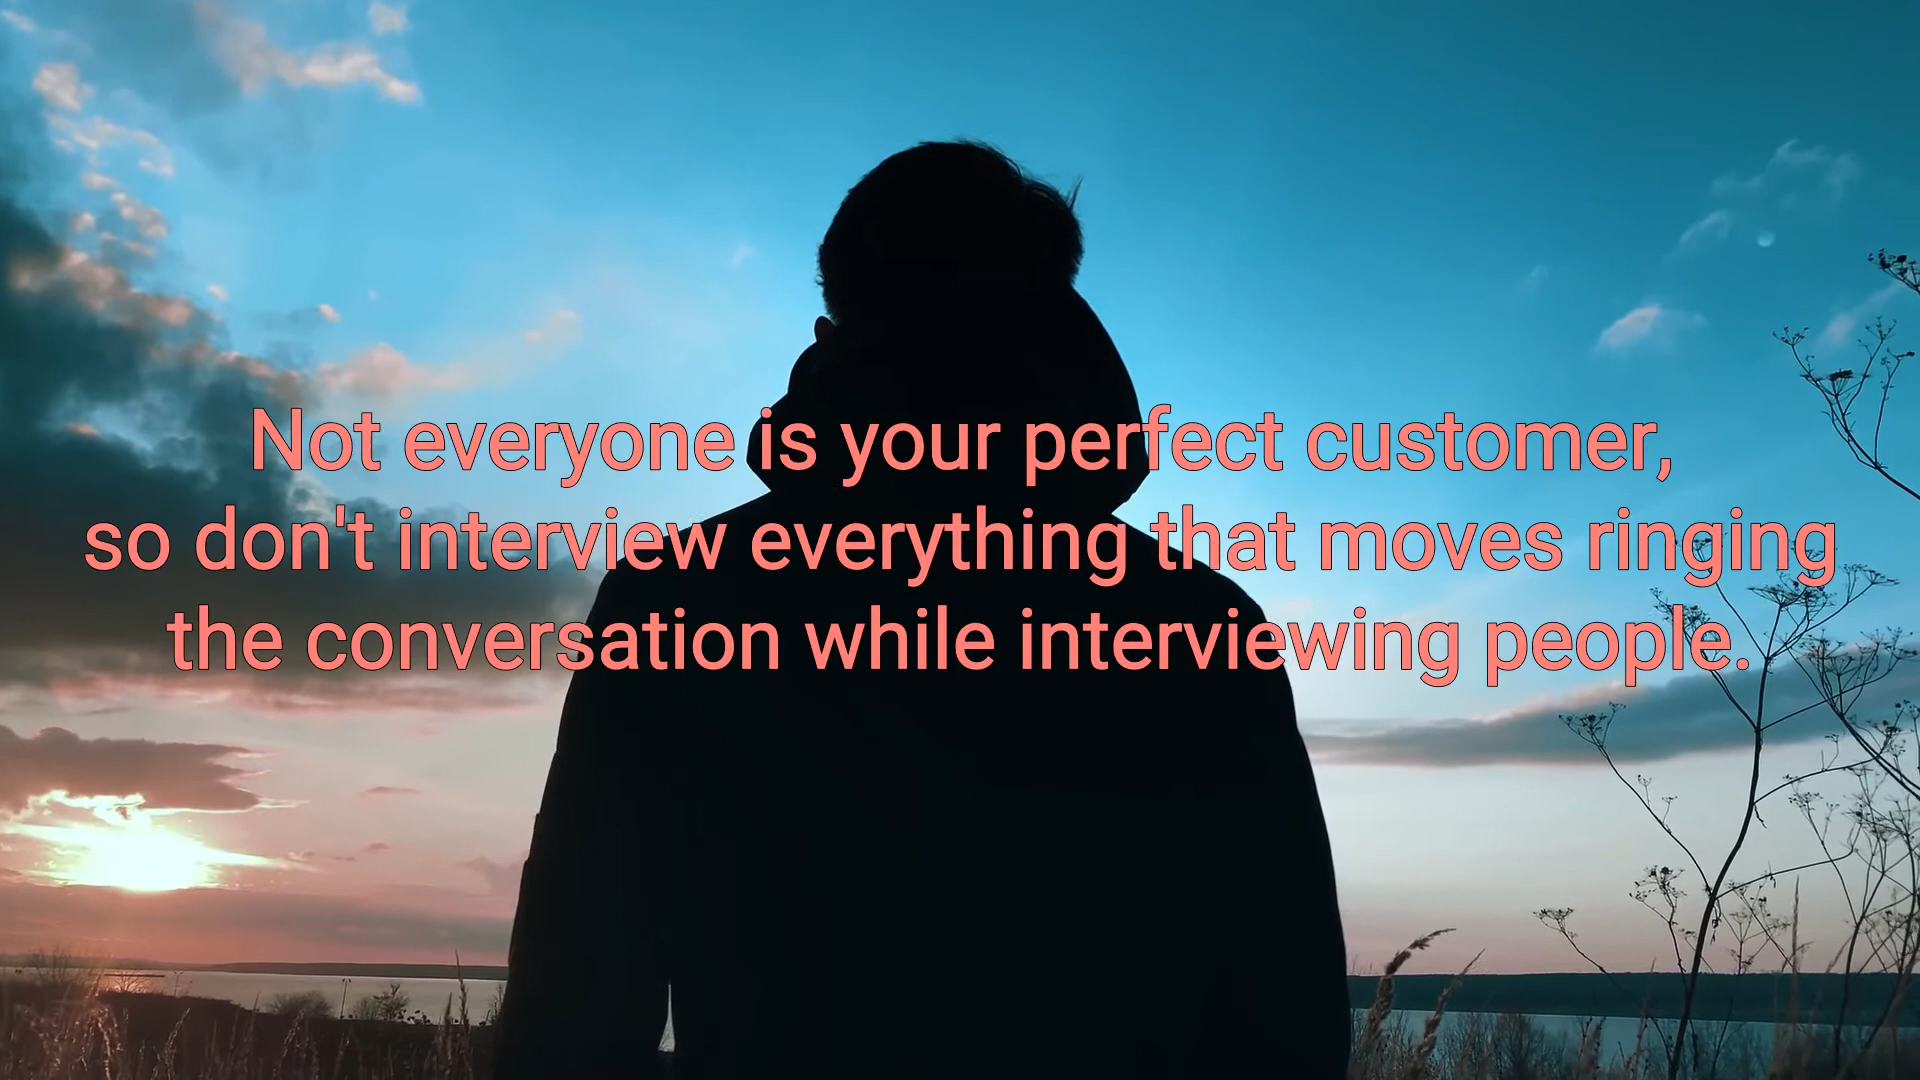 Not everyone is your perfect customer,
so don't interview everything that moves ringing
the conversation while interviewing people.